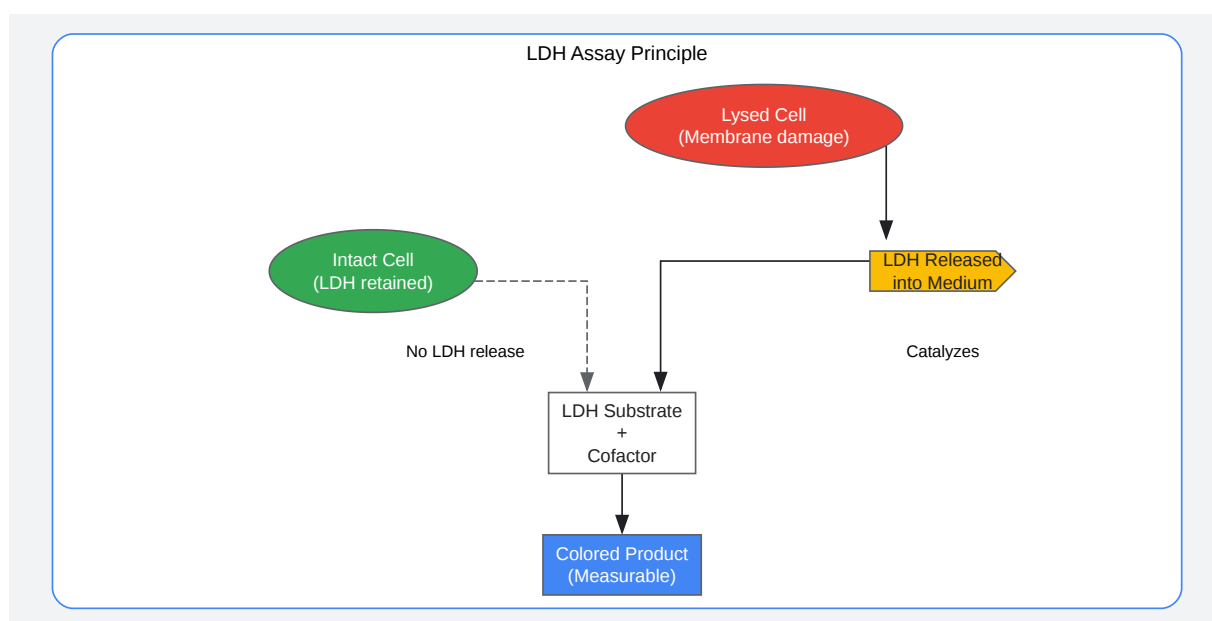 LDH Assay Principle
Lysed Cell
(Membrane damage)
Intact Cell
(LDH retained)
LDH Released
into Medium
No LDH release
Catalyzes
LDH Substrate
+
Cofactor
Colored Product
(Measurable)